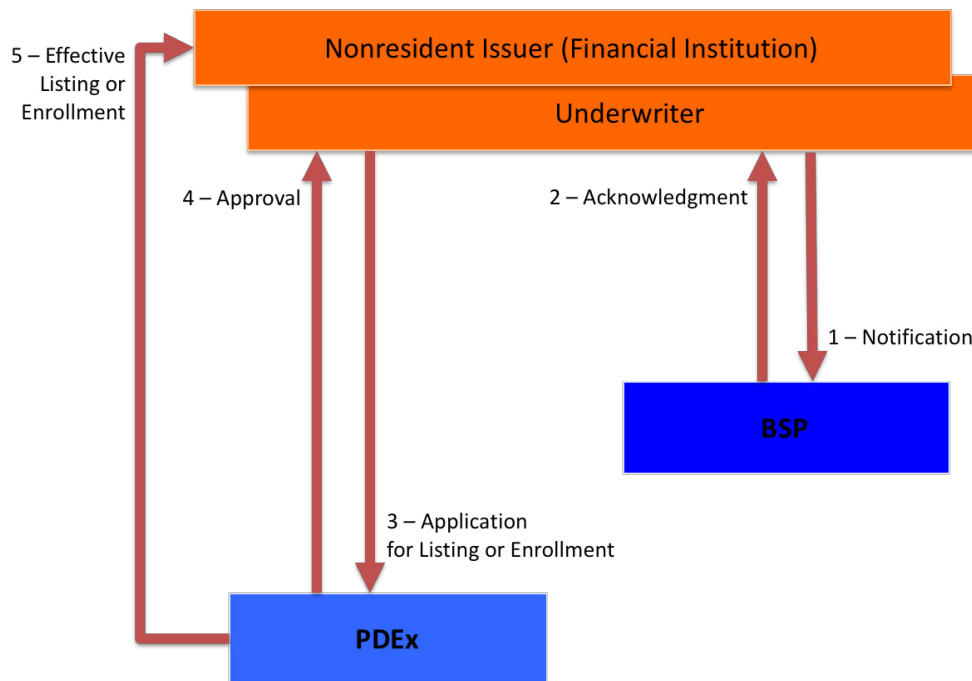 Nonresident Issuer (Financial Institution)
Underwriter
5 – Effective
Listing or
Enrollment
4 – Approval
2 – Acknowledgment
1 – Notification
BSP
3 – Application
for Listing or Enrollment
PDEx